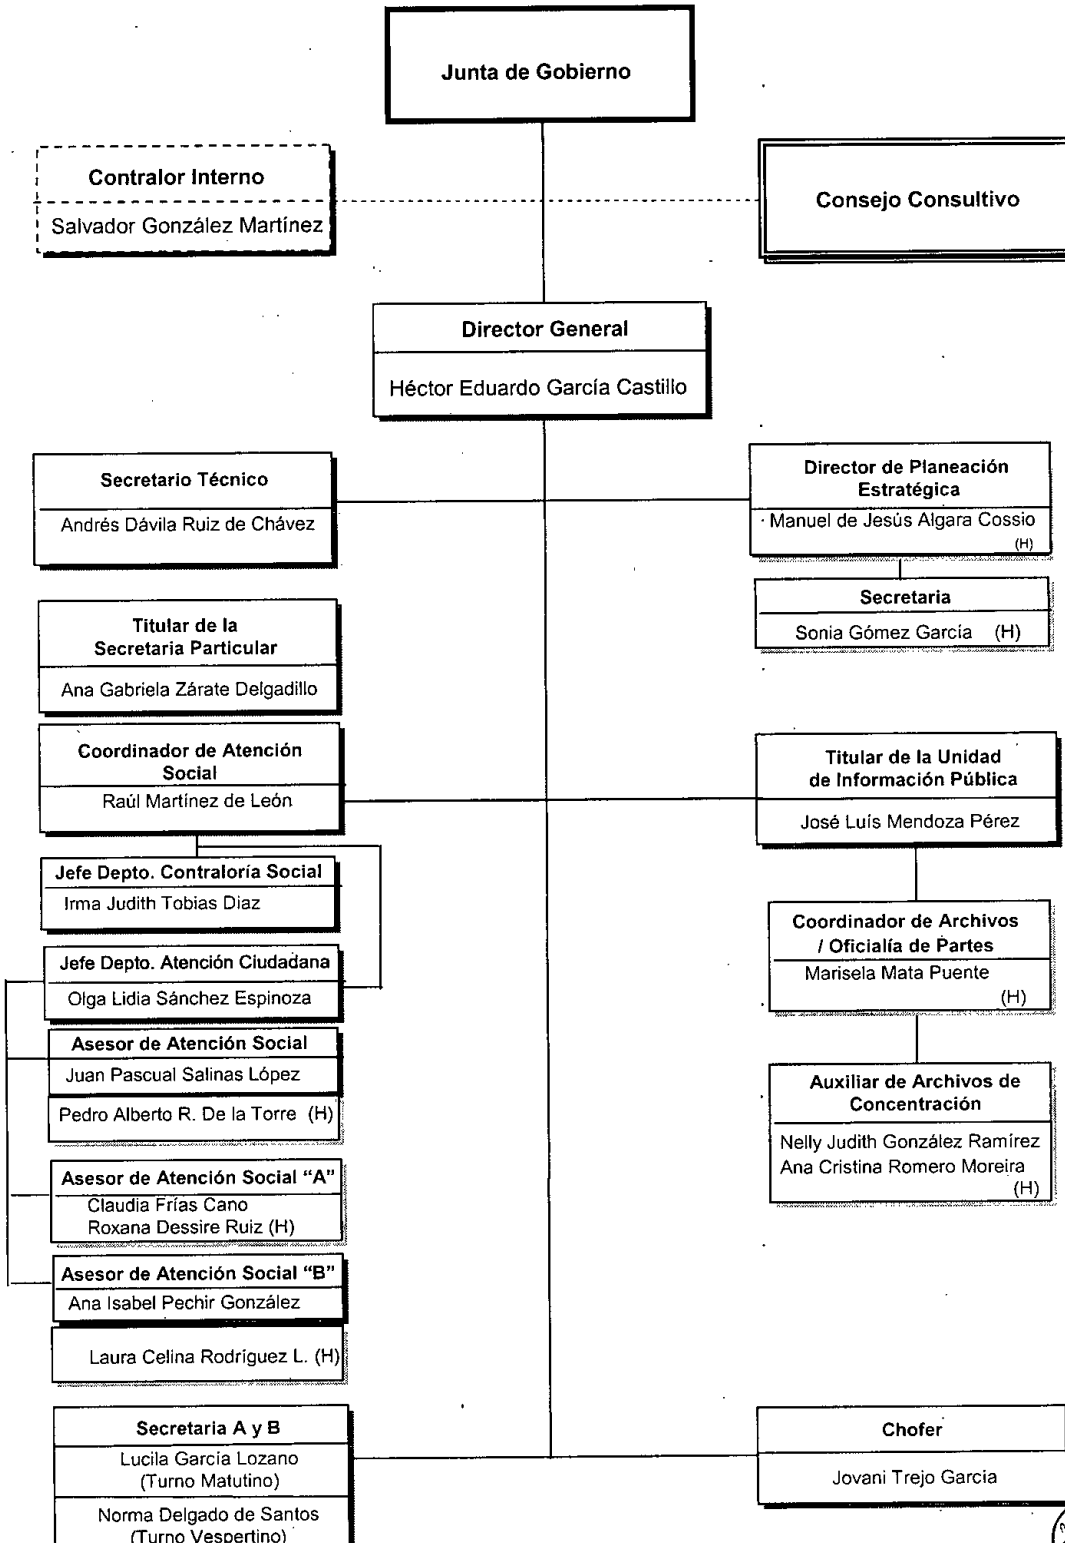 Junta de Gobierno
Contralor Interno
Salvador González Martínez
Consejo Consultivo
Director General
Héctor Eduardo García Castillo
Secretario Técnico
Andrés Dávila Ruiz de Chávez
Director de Planeación
Estratégica
Manuel de Jesús Algara Cossio
(H)
Secretaria
Sonia Gómez García (H)
Titular de la
Secretaria Particular
Ana Gabriela Zárate Delgadillo
Coordinador de Atención
Social
Raúl Martínez de León
Titular de la Unidad
de Información Pública
José Luís Mendoza Pérez
Jefe Depto. Contraloría Social
Irma Judith Tobias Diaz
Jefe Depto. Atención Ciudadana
Olga Lidia Sánchez Espinoza
Coordinador de Archivos
/ Oficialía de Partes
Marisela Mata Puente
(H)
Asesor de Atención Social
Juan Pascual Salinas López
Pedro Alberto R. De la Torre (H)
Auxiliar de Archivos de
Concentración
Nelly Judith González Ramírez
Ana Cristina Romero Moreira
(H)
Asesor de Atención Social “A”
Claudia Frías Cano
Roxana Dessire Ruiz (H)
Asesor de Atención Social “B”
Ana Isabel Pechir González
Laura Celina Rodríguez L. (H)
Secretaria A y B
Lucila García Lozano
(Turno Matutino)
Norma Delgado de Santos
(Turno Vespertino)
Chofer
Jovani Trejo Garcia